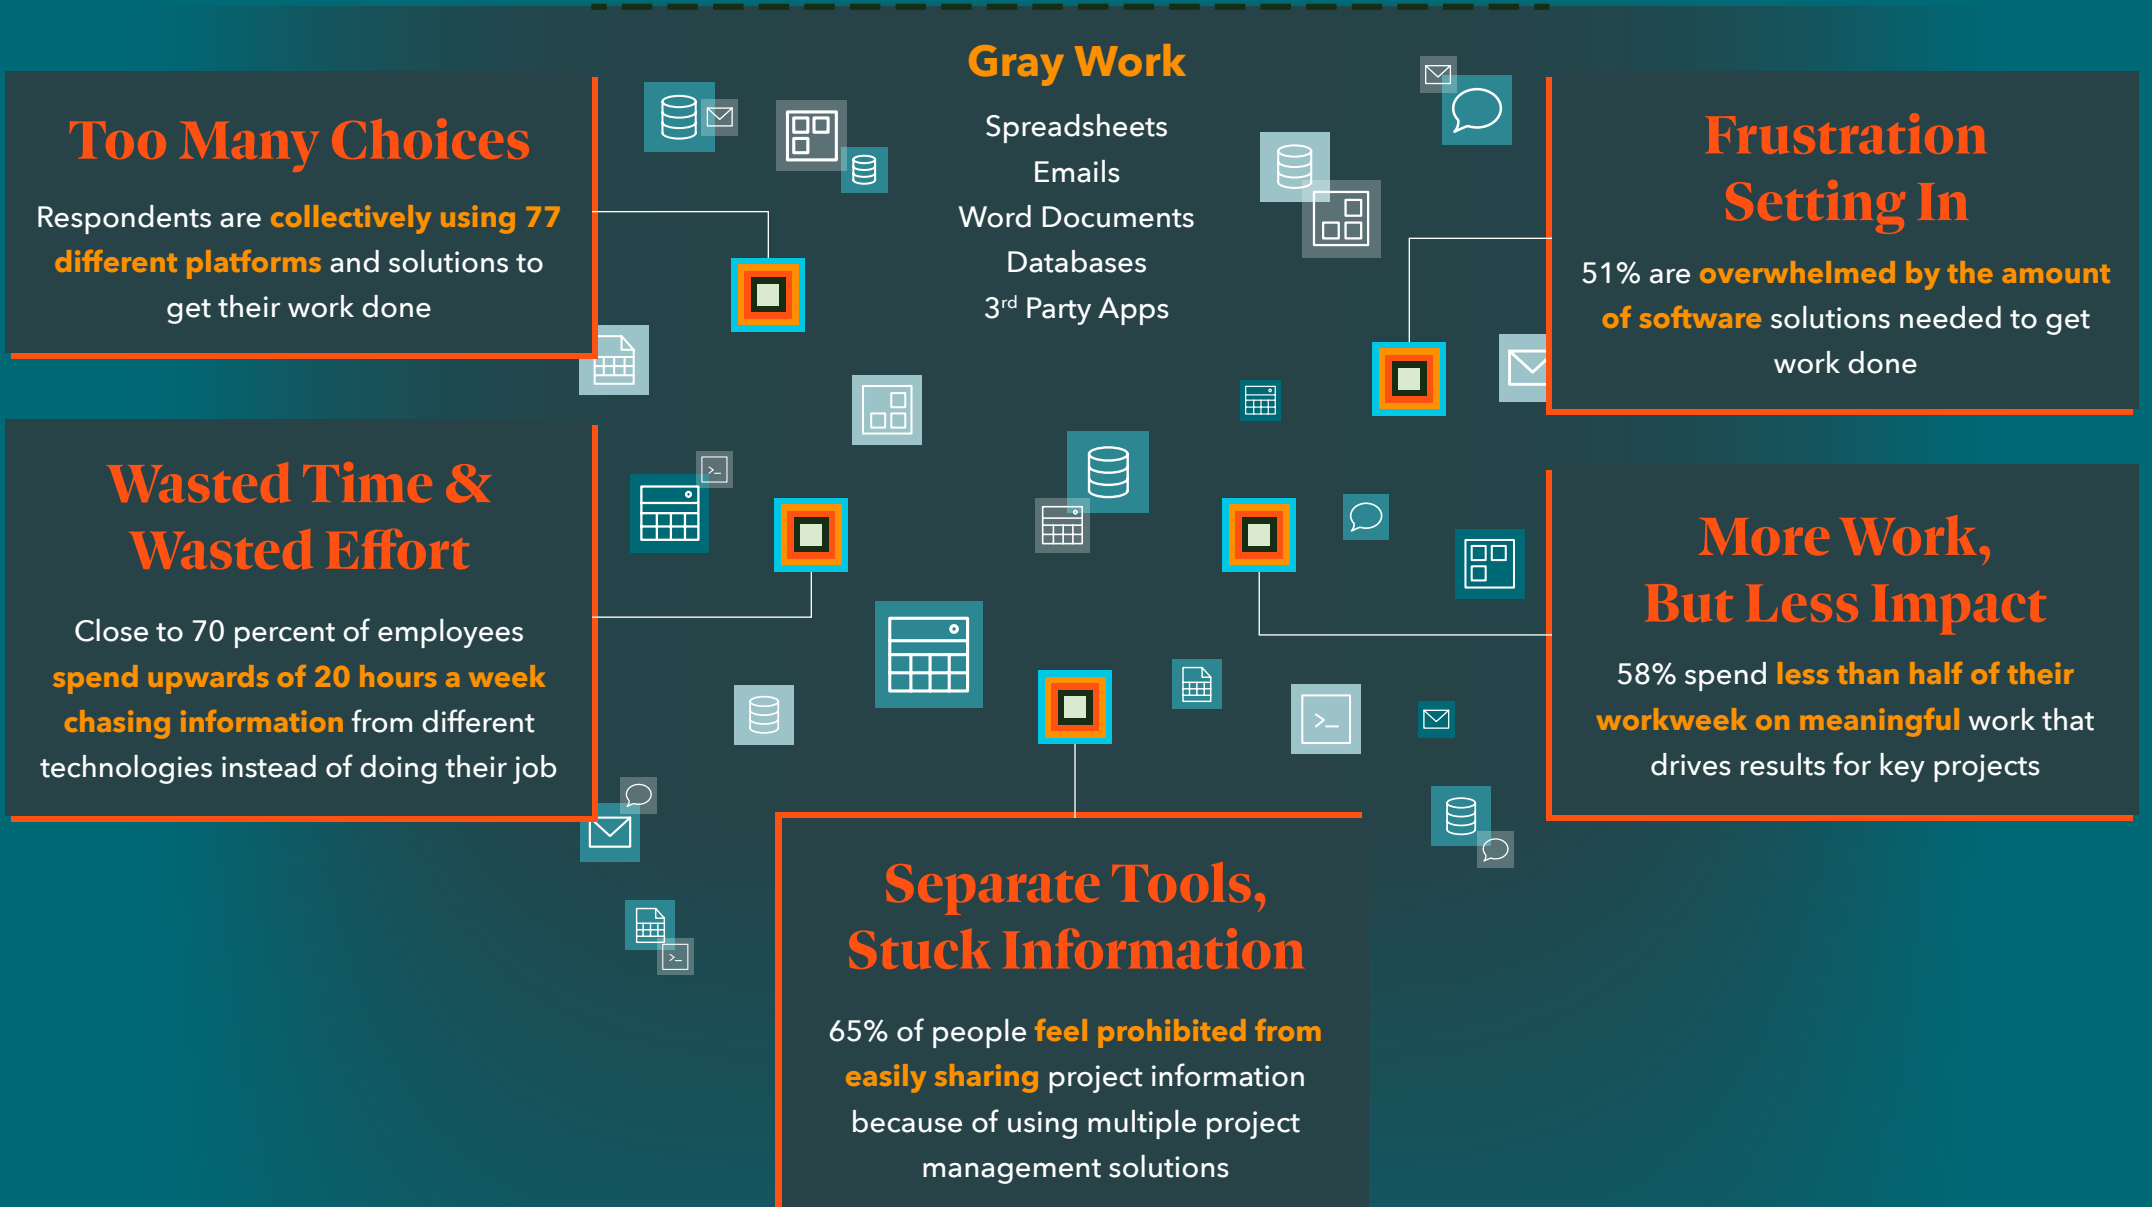 Gray Work
Spreadsheets
Emails
Word Documents
Databases
3rd Party Apps
Too Many Choices
Respondents are collectively using 77
different platforms and solutions to
get their work done
Wasted Time &
Wasted Effort
Close to 70 percent of employees
spend upwards of 20 hours a week
chasing information from different
technologies instead of doing their job
Frustration
Setting In
51% are overwhelmed by the amount
of software solutions needed to get
work done
More Work,
But Less Impact
58% spend less than half of their
workweek on meaningful work that
drives results for key projects
Separate Tools,
Stuck Information
65% of people feel prohibited from
easily sharing project information
because of using multiple project
management solutions